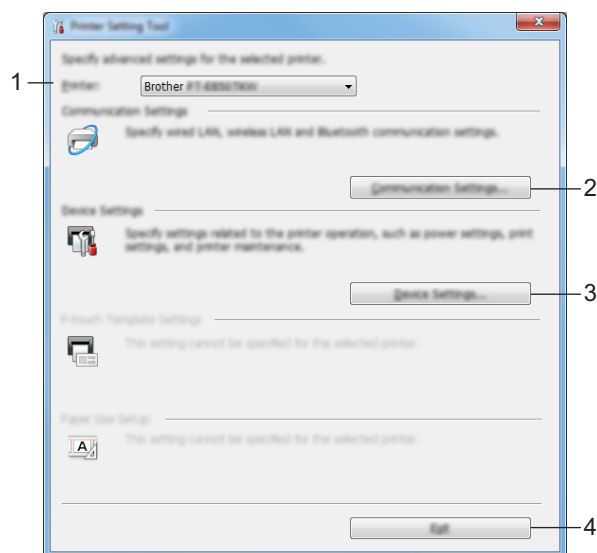 Printer Setting Tool
Specify advanced settings for the selected printer.
1
Printer:
Brother
Communication Settings
Specify wired LAN, wireless LAN and Bluetooth communication settings.
Communication Settings...
2
Device Settings
Specify settings related to the printer operation, such as power settings, print
settings, and printer maintenance.
Device Settings...
3
P-touch Template Settings
This setting cannot be specified for the selected printer.
Paper Size Setup
This setting cannot be specified for the selected printer.
A
Exit
4